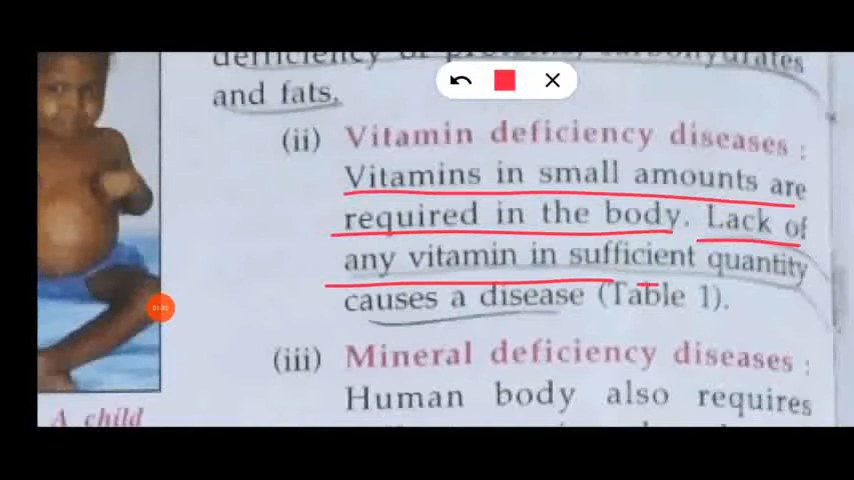 and fats.
(ii) Vitamin deficiency diseases :
Vitamins in small amounts are
required in the body. Lack of
any vitamin in sufficient quantity
causes a disease (Table 1).
(iii) Mineral deficiency diseases :
Human body also requires
A child